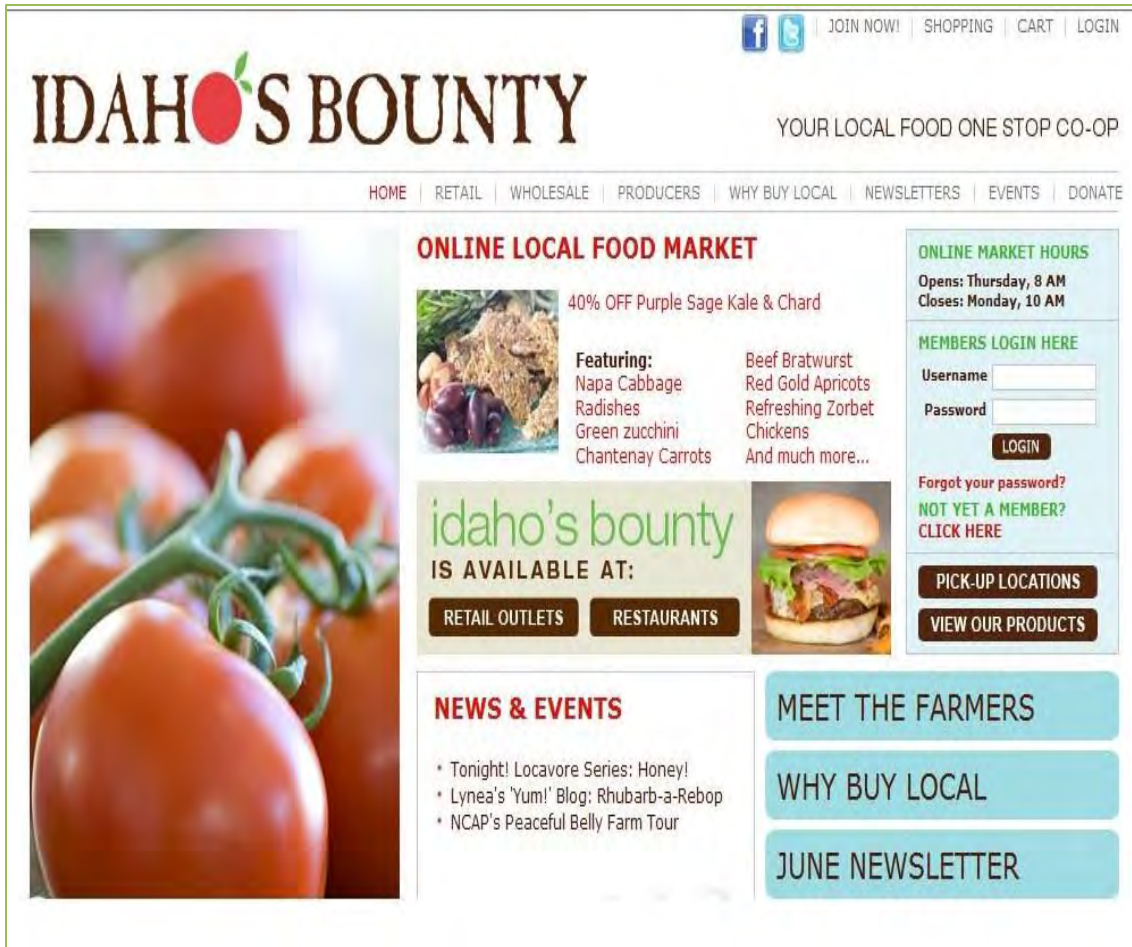 JOIN NOW! | SHOPPING | CART | LOGIN
IDAHO'S BOUNTY
YOUR LOCAL FOOD ONE STOP CO-OP
HOME | RETAIL | WHOLESALE | PRODUCERS | WHY BUY LOCAL | NEWSLETTERS | EVENTS | DONATE
ONLINE LOCAL FOOD MARKET
40% OFF Purple Sage Kale & Chard
Featuring:
Napa Cabbage
Radishes
Green zucchini
Chantenay Carrots
Beef Bratwurst
Red Gold Apricots
Refreshing Zorbet
Chickens
And much more...
idaho's bounty
IS AVAILABLE AT:
RETAIL OUTLETS
RESTAURANTS
ONLINE MARKET HOURS
Opens: Thursday, 8 AM
Closes: Monday, 10 AM
MEMBERS LOGIN HERE
Username
Password
LOGIN
Forgot your password?
NOT YET A MEMBER?
CLICK HERE
PICK-UP LOCATIONS
VIEW OUR PRODUCTS
NEWS & EVENTS
• Tonight! Locavore Series: Honey!
• Lynea's 'Yum!' Blog: Rhubarb-a-Rebop
• NCAP's Peaceful Belly Farm Tour
MEET THE FARMERS
WHY BUY LOCAL
JUNE NEWSLETTER